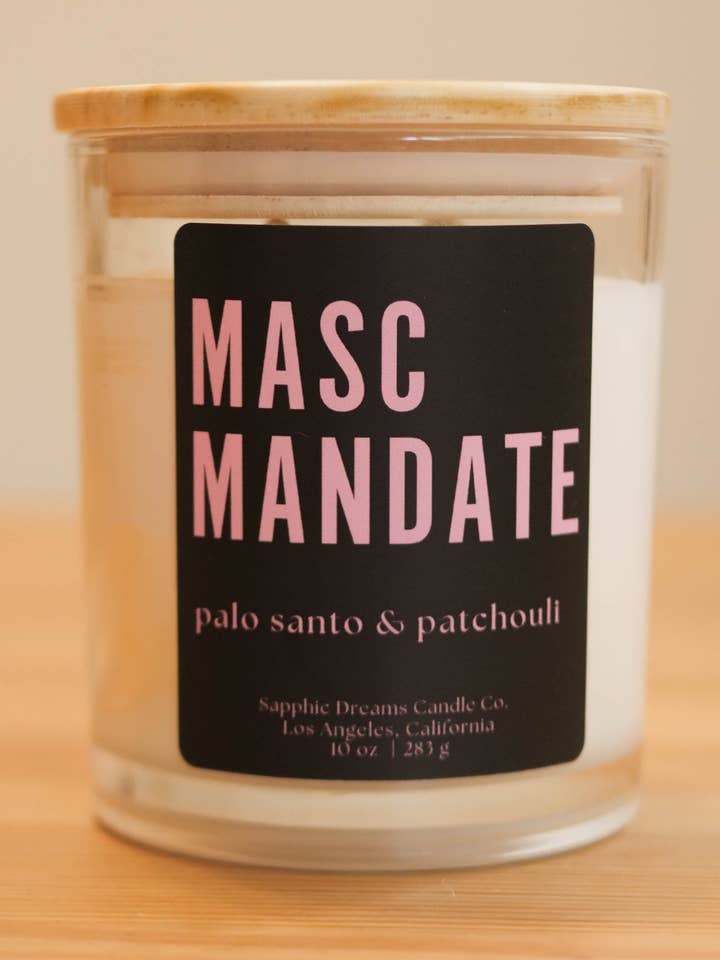 MASC
MANDATE
palo santo & patchouli
Sapphic Dreams Candle Co.
Los Angeles, California
10 oz | 283 g